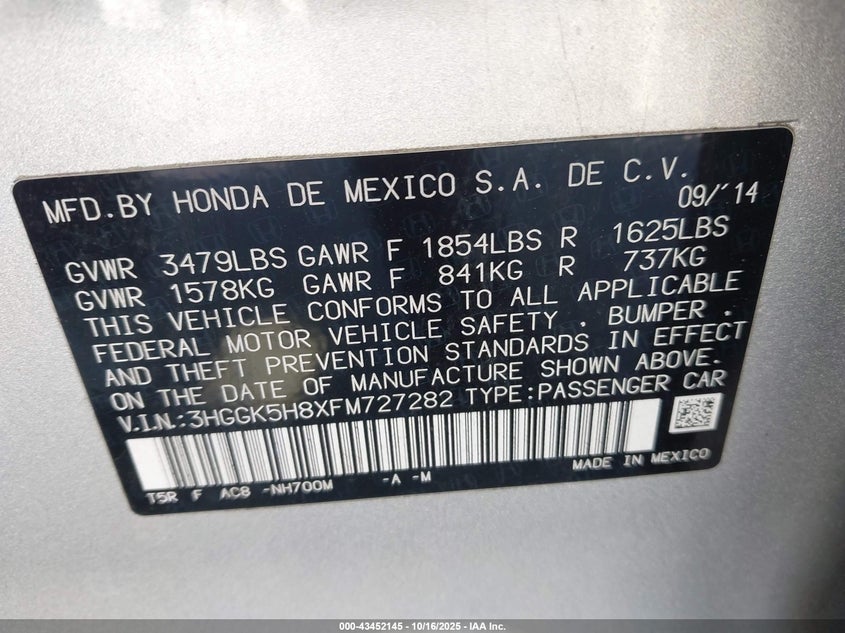 MFD.BY HONDA DE MEXICO S.A. DE C.V.
09/'14
GVWR 3479LBS GAWR F 1854LBS R 1625LBS
GVWR 1578KG GAWR F 841KG R 737KG
THIS VEHICLE CONFORMS TO ALL APPLICABLE
FEDERAL MOTOR VEHICLE SAFETY , BUMPER ,
AND THEFT PREVENTION STANDARDS IN EFFECT
ON THE DATE OF MANUFACTURE SHOWN ABOVE.
V.I.N.:3HGGK5H8XFM727282 TYPE:PASSENGER CAR
MADE IN MEXICO
T5R F AC8 -NH700M -A -M
000-43452145 - 10/16/2025 - IAA Inc.